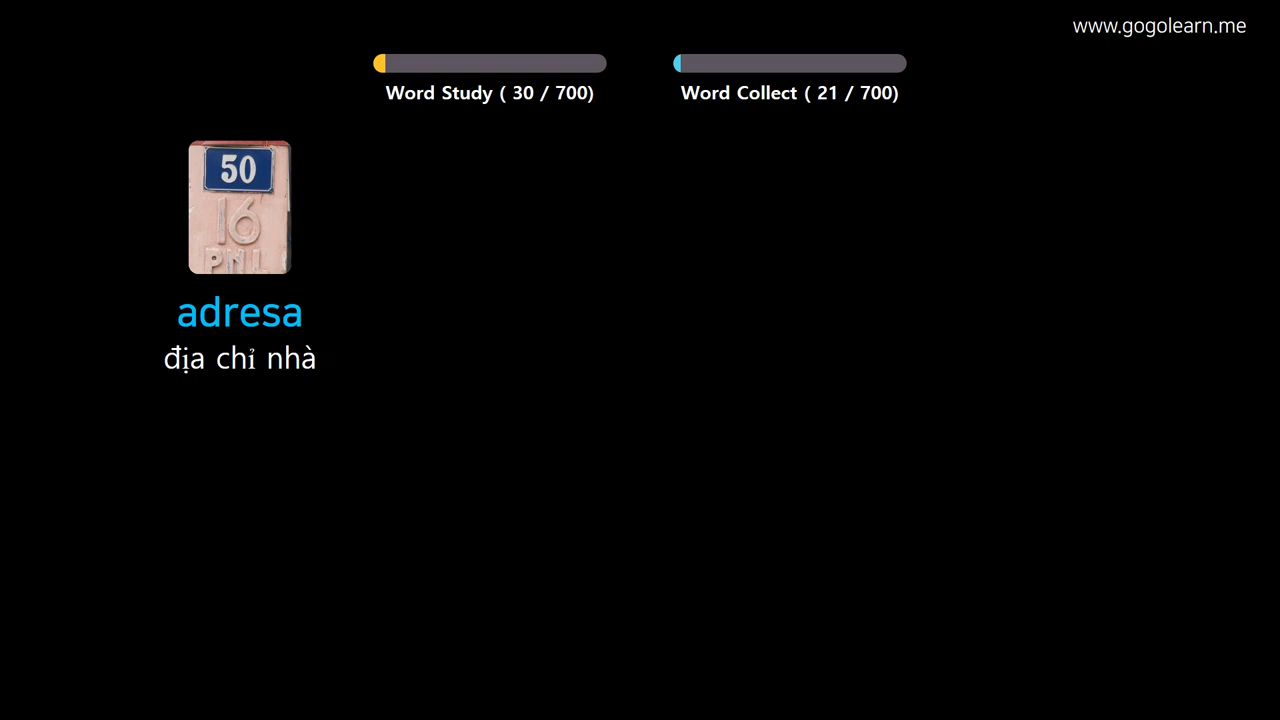 www.gogolearn.me
Word Study ( 30 / 700)
Word Collect ( 21 / 700)
50
16
adresa
địa chỉ nhà